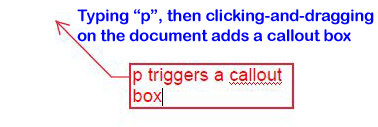 Typing “p”, then clicking-and-dragging
on the document adds a callout box
p triggers a callout
box